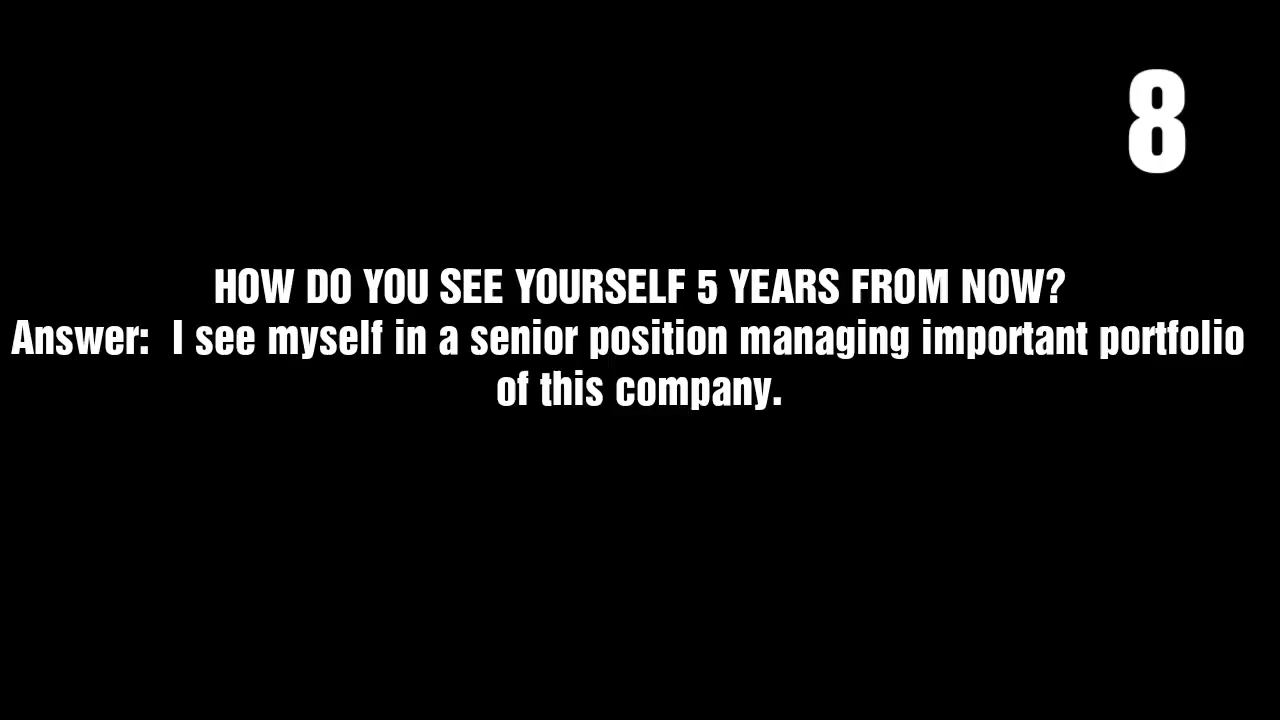 8
HOW DO YOU SEE YOURSELF 5 YEARS FROM NOW?
Answer:  I see myself in a senior position managing important portfolio
of this company.